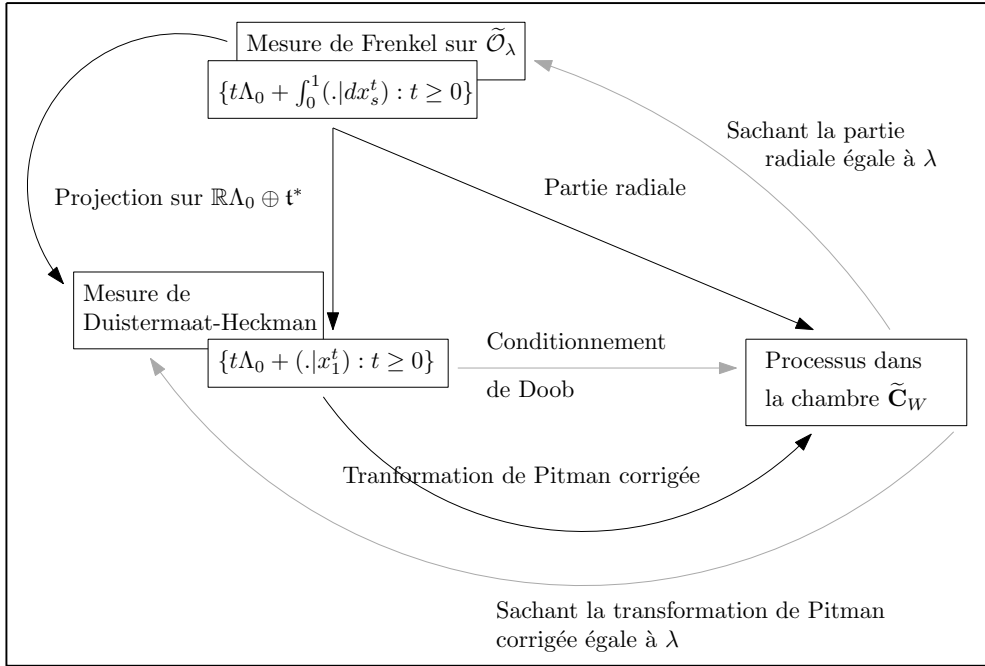 Mesure de Frenkel sur $\widetilde{\mathcal{O}}_\lambda$
$\{t\Lambda_0 + \int_0^1 (.|dx_s^t) : t \geq 0\}$
Sachant la partie
radiale égale à $\lambda$
Partie radiale
Projection sur $\mathbb{R}\Lambda_0 \oplus \mathfrak{t}^*$
Mesure de
Duistermaat-Heckman
$\{t\Lambda_0 + (.|x_1^t) : t \geq 0\}$
Conditionnement
de Doob
Processus dans
la chambre $\widetilde{\mathbf{C}}_W$
Tranformation de Pitman corrigée
Sachant la transformation de Pitman
corrigée égale à $\lambda$